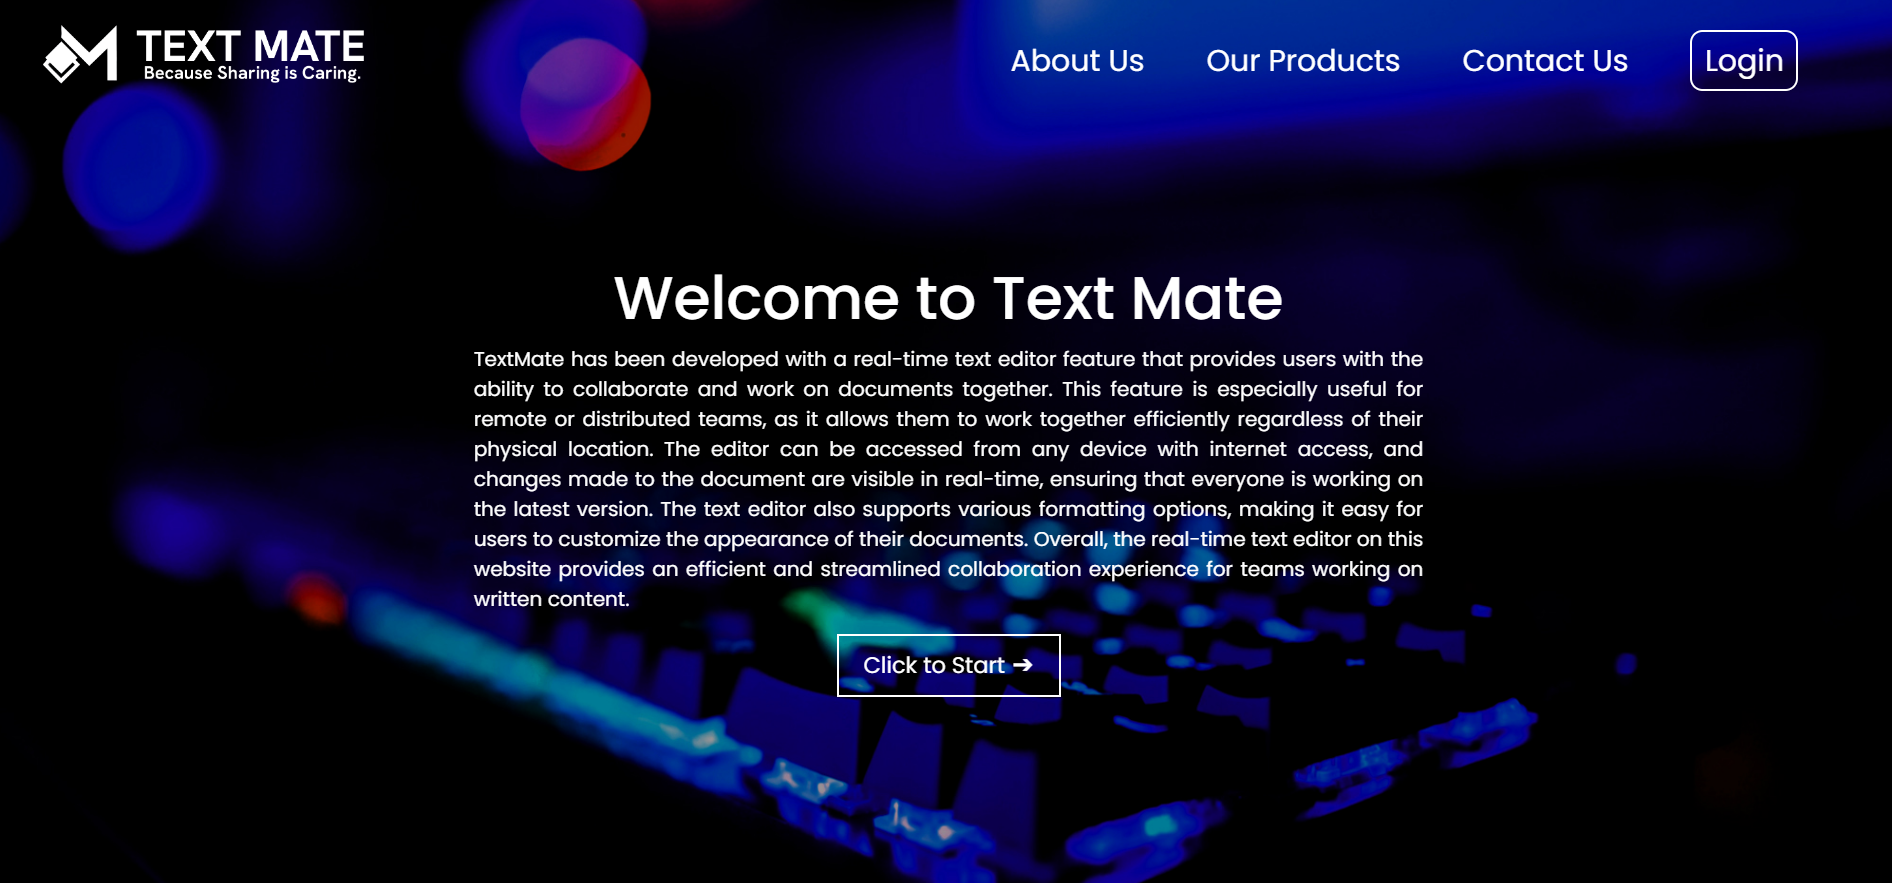 TEXT MATE
Because Sharing is Caring.
About Us
Our Products
Contact Us
Login
Welcome to Text Mate
TextMate has been developed with a real-time text editor feature that provides users with the
ability to collaborate and work on documents together. This feature is especially useful for
remote or distributed teams, as it allows them to work together efficiently regardless of their
physical location. The editor can be accessed from any device with internet access, and
changes made to the document are visible in real-time, ensuring that everyone is working on
the latest version. The text editor also supports various formatting options, making it easy for
users to customize the appearance of their documents. Overall, the real-time text editor on this
website provides an efficient and streamlined collaboration experience for teams working on
written content.
Click to Start ➔